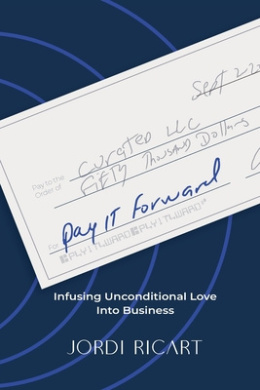 Sept 22
Pay to the
Order of
Curated LLC
Fifty Thousand Dollars
For
Pay IT Forward
Infusing Unconditional Love
Into Business
JORDI RICART